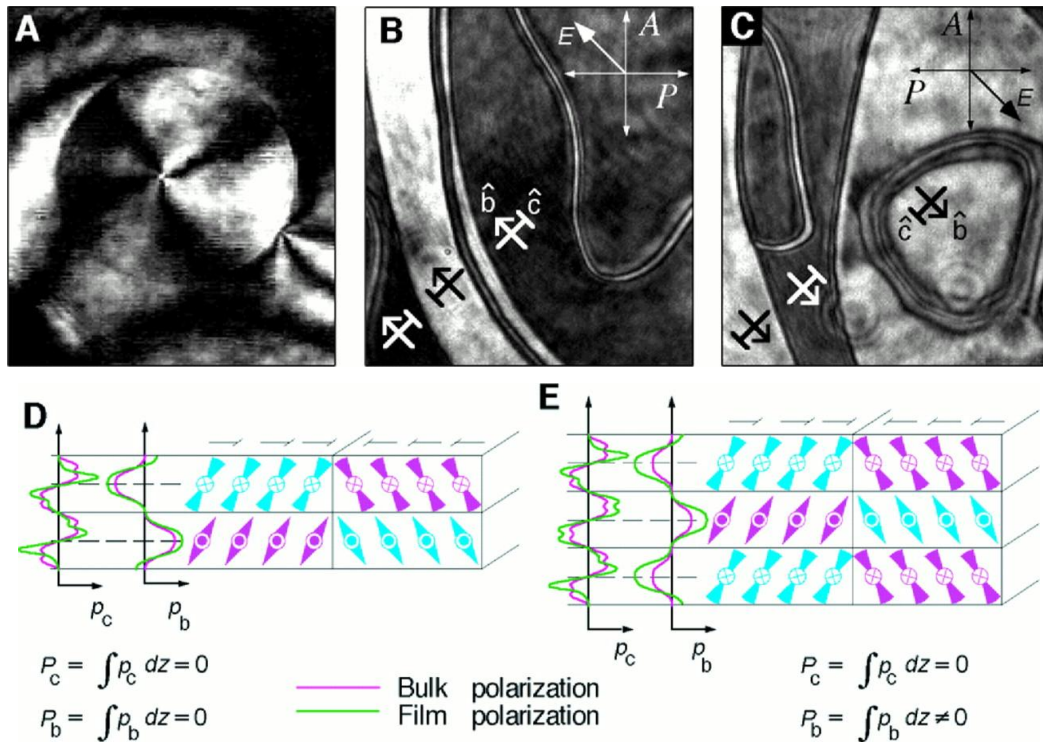 A
B
E
A
P
b̂ ĉ
C
A
P
E
ĉ b̂
D
p_c p_b
P_c = ∫p_c dz = 0
P_b = ∫p_b dz = 0
Bulk polarization
Film polarization
E
p_c p_b
P_c = ∫p_c dz = 0
P_b = ∫p_b dz ≠ 0